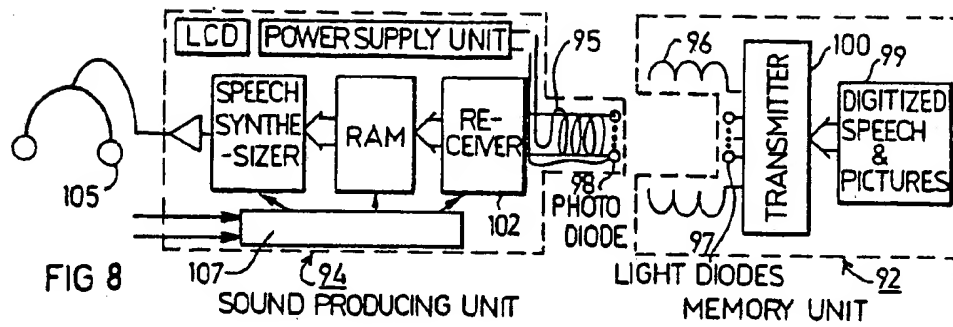 LCD
POWER SUPPLY UNIT
95
96
100
99
SPEECH
SYNTHE
-SIZER
RAM
RE-
CEIVER
TRANSMITTER
DIGITIZED
SPEECH
&
PICTURES
105
102
98
PHOTO
DIODE
97
107
94
FIG 8
SOUND PRODUCING UNIT
LIGHT DIODES
92
MEMORY UNIT